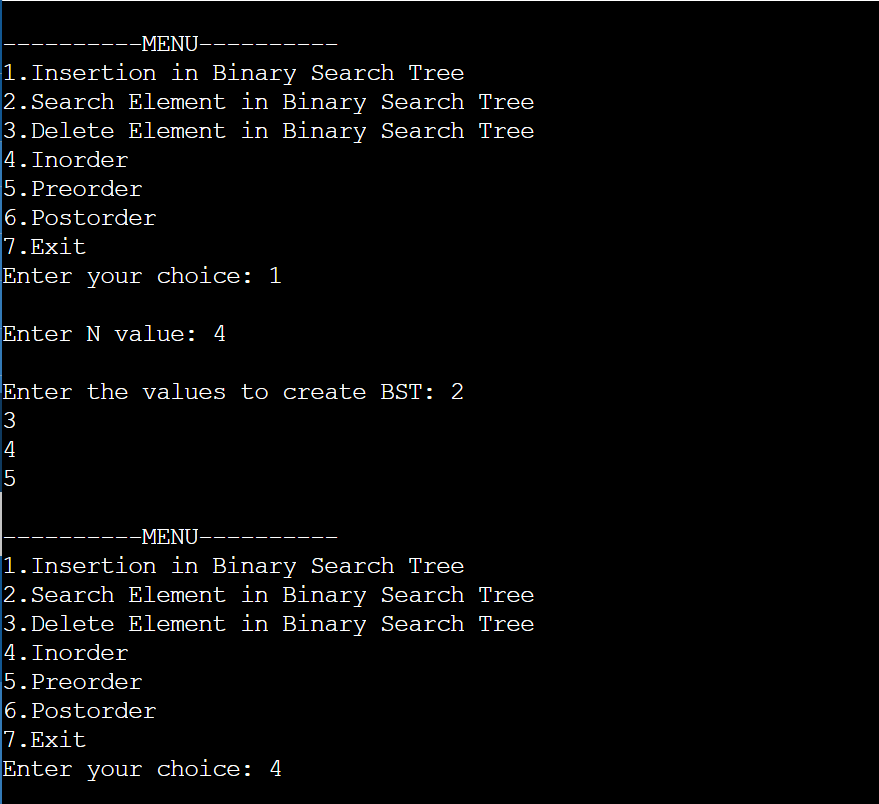 ----------MENU----------
1.Insertion in Binary Search Tree
2.Search Element in Binary Search Tree
3.Delete Element in Binary Search Tree
4.Inorder
5.Preorder
6.Postorder
7.Exit
Enter your choice: 1
Enter N value: 4
Enter the values to create BST: 2
3
4
5
----------MENU----------
1.Insertion in Binary Search Tree
2.Search Element in Binary Search Tree
3.Delete Element in Binary Search Tree
4.Inorder
5.Preorder
6.Postorder
7.Exit
Enter your choice: 4